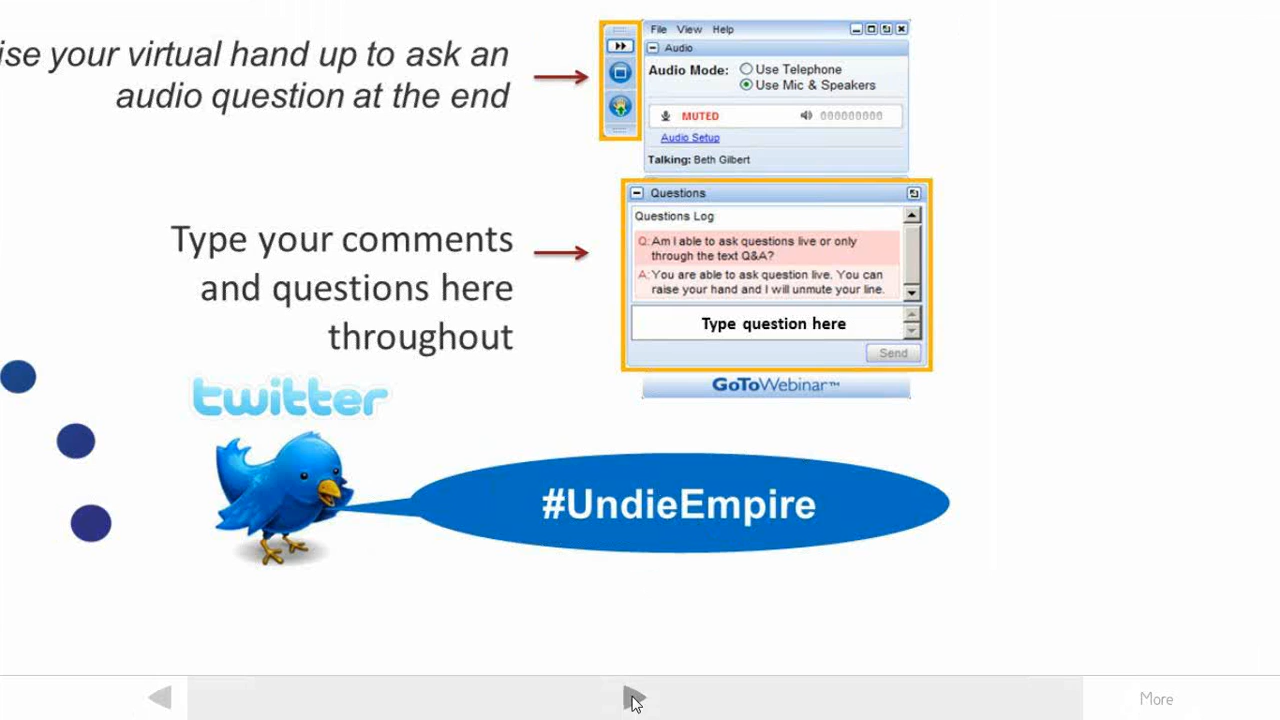 ise your virtual hand up to ask an
audio question at the end
File View Help
Audio
Audio Mode: Use Telephone
Use Mic & Speakers
MUTED 000000000
Audio Setup
Talking: Beth Gilbert
Type your comments
and questions here
throughout
Questions
Questions Log
Q: Am I able to ask questions live or only
through the text Q&A?
A: You are able to ask question live. You can
raise your hand and I will unmute your line.
Type question here
Send
GoToWebinar™
twitter
#UndieEmpire
More